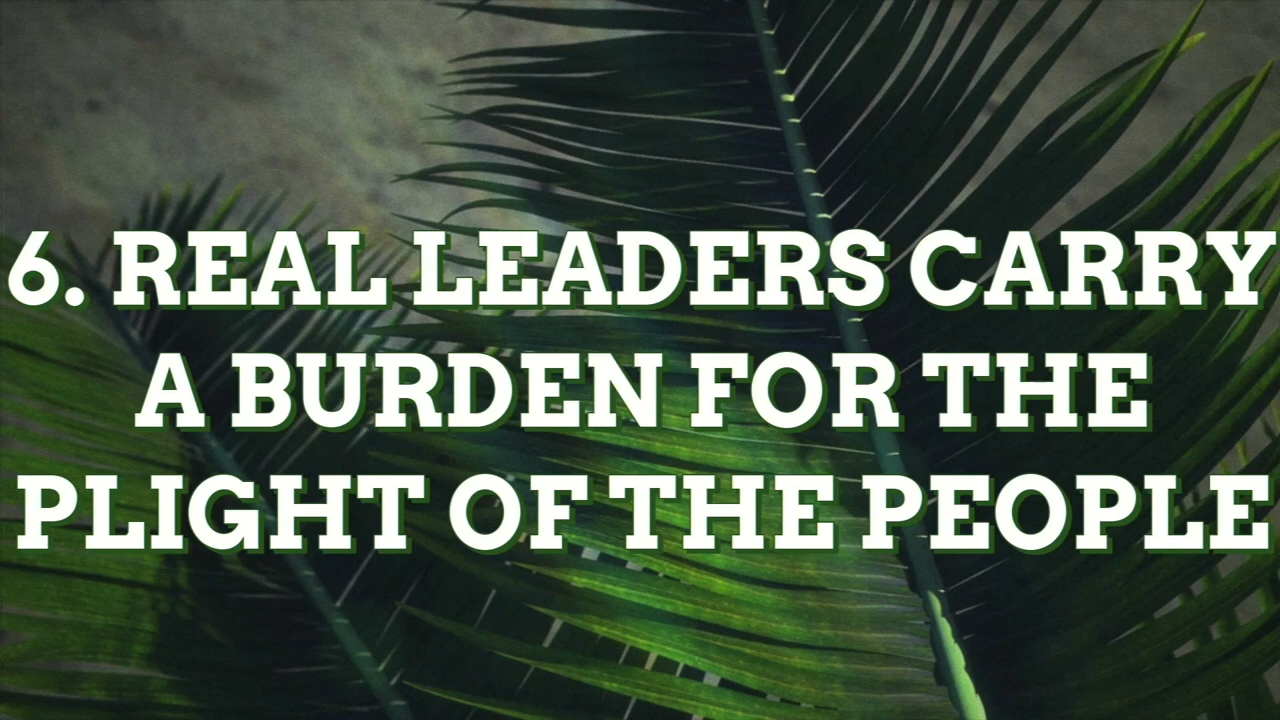 6. REAL LEADERS CARRY
A BURDEN FOR THE
PLIGHT OF THE PEOPLE